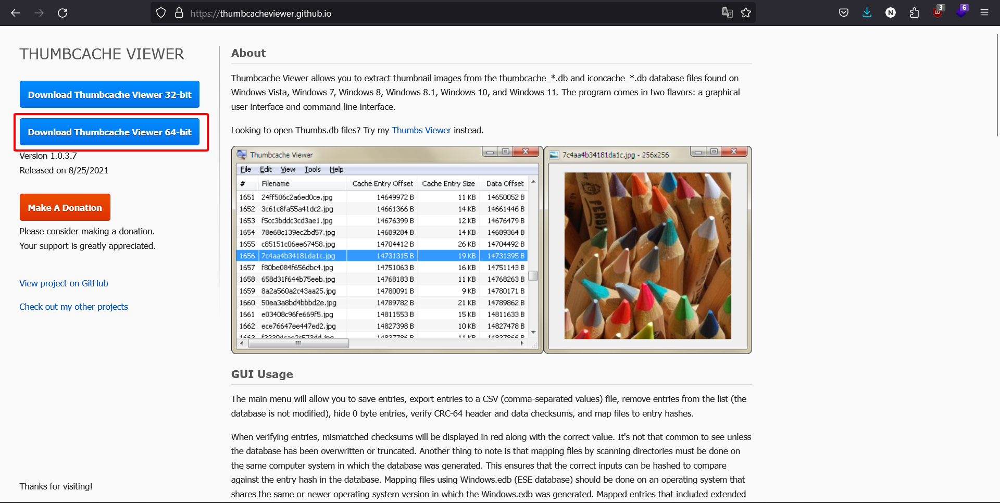 https://thumbcacheviewer.github.io
N
3
6
THUMBCACHE VIEWER
Download Thumbcache Viewer 32-bit
Download Thumbcache Viewer 64-bit
Version 1.0.3.7
Released on 8/25/2021
Make A Donation
Please consider making a donation.
Your support is greatly appreciated.
View project on GitHub
Check out my other projects
Thanks for visiting!
About
Thumbcache Viewer allows you to extract thumbnail images from the thumbcache_*.db and iconcache_*.db database files found on
Windows Vista, Windows 7, Windows 8, Windows 8.1, Windows 10, and Windows 11. The program comes in two flavors: a graphical
user interface and command-line interface.
Looking to open Thumbs.db files? Try my Thumbs Viewer instead.
Thumbcache Viewer
File Edit View Tools Help
# Filename Cache Entry Offset Cache Entry Size Data Offset
1651 24ff506c2a6ed0ce.jpg 14649972 B 11 KB 14650052 B
1652 3c61c8fa55a41dc2.jpg 14661366 B 14 KB 14661446 B
1653 f5cc3bddc3cd3ae1.jpg 14676399 B 12 KB 14676479 B
1654 78e68c139ec2bd57.jpg 14689284 B 14 KB 14689364 B
1655 c85151c06ee67458.jpg 14704412 B 26 KB 14704492 B
1656 7c4aa4b34181da1c.jpg 14731315 B 19 KB 14731395 B
1657 f80be084f656dbc4.jpg 14751063 B 16 KB 14751143 B
1658 658d31f644b75eeb.jpg 14768183 B 11 KB 14768263 B
1659 8a2a560a2c43aa25.jpg 14780091 B 9 KB 14780171 B
1660 50ea3a8bd4bbbd2e.jpg 14789782 B 21 KB 14789862 B
1661 e03408c96fe669f5.jpg 14811553 B 15 KB 14811633 B
1662 ece76647ee447ed2.jpg 14827398 B 10 KB 14827478 B
7c4aa4b34181da1c.jpg - 256x256
GUI Usage
The main menu will allow you to save entries, export entries to a CSV (comma-separated values) file, remove entries from the list (the
database is not modified), hide 0 byte entries, verify CRC-64 header and data checksums, and map files to entry hashes.
When verifying entries, mismatched checksums will be displayed in red along with the correct value. It's not that common to see unless
the database has been overwritten or truncated. Another thing to note is that mapping files by scanning directories must be done on
the same computer system in which the database was generated. This ensures that the correct inputs can be hashed to compare
against the entry hash in the database. Mapping files using Windows.edb (ESE database) should be done on an operating system that
shares the same or newer operating system version in which the Windows.edb was generated. Mapped entries that included extended